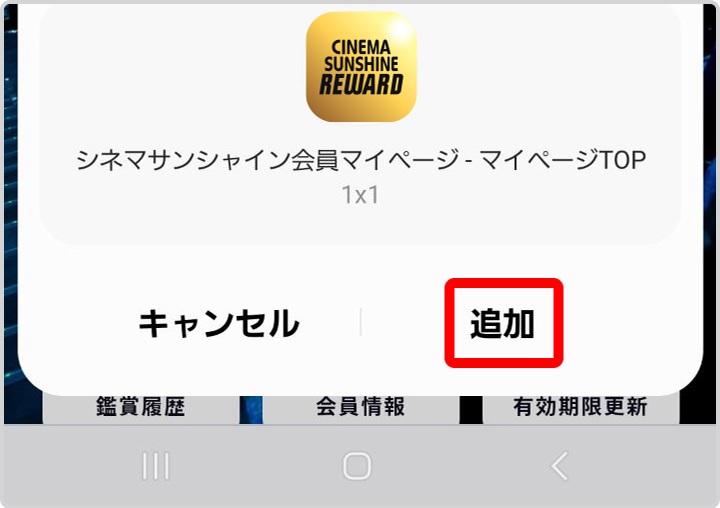 CINEMA
SUNSHINE
REWARD
シネマサンシャイン会員マイページ - マイページTOP
1x1
キャンセル
追加
鑑賞履歴
会員情報
有効期限更新